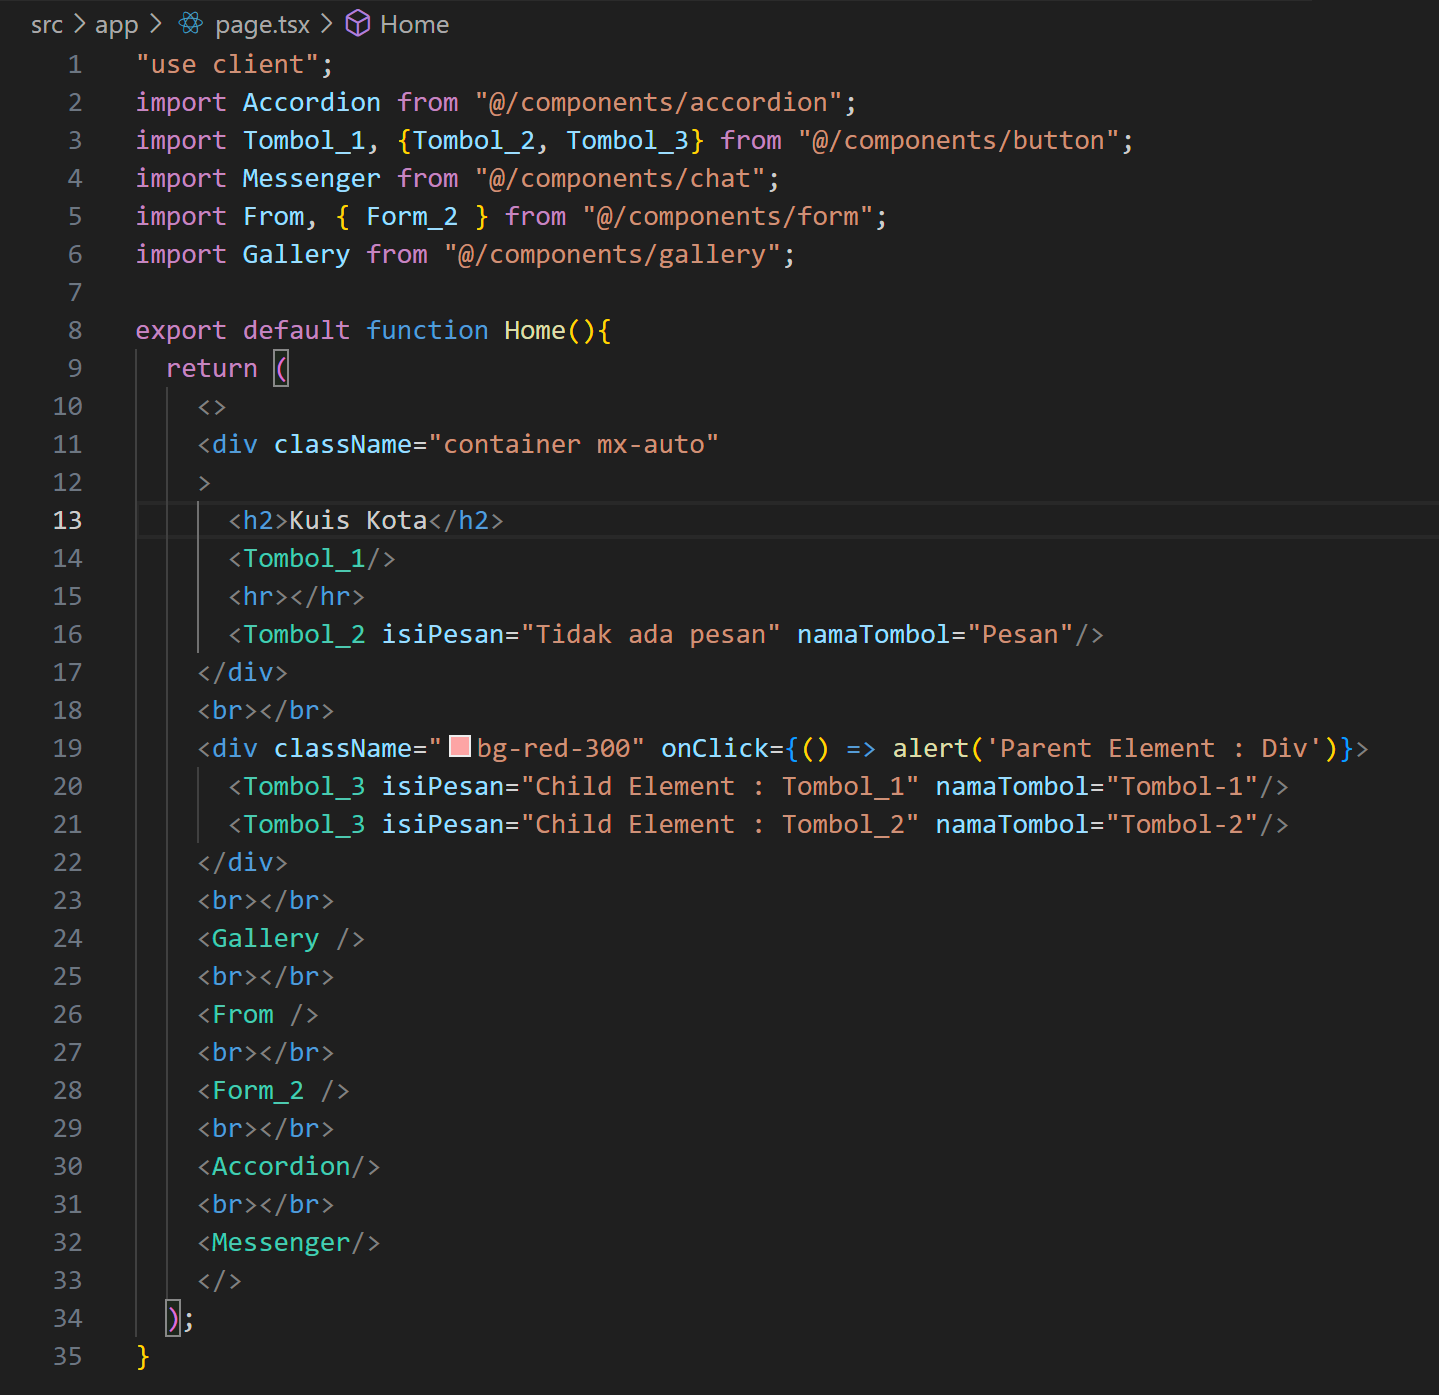 src > app > page.tsx > Home
1 "use client";
2 import Accordion from "@/components/accordion";
3 import Tombol_1, {Tombol_2, Tombol_3} from "@/components/button";
4 import Messenger from "@/components/chat";
5 import From, { Form_2 } from "@/components/form";
6 import Gallery from "@/components/gallery";
7
8 export default function Home(){
9   return (
10     <>
11     <div className="container mx-auto"
12     >
13       <h2>Kuis Kota</h2>
14       <Tombol_1/>
15       <hr></hr>
16       <Tombol_2 isiPesan="Tidak ada pesan" namaTombol="Pesan"/>
17     </div>
18     <br></br>
19     <div className="bg-red-300" onClick={() => alert('Parent Element : Div')}>
20       <Tombol_3 isiPesan="Child Element : Tombol_1" namaTombol="Tombol-1"/>
21       <Tombol_3 isiPesan="Child Element : Tombol_2" namaTombol="Tombol-2"/>
22     </div>
23     <br></br>
24     <Gallery />
25     <br></br>
26     <From />
27     <br></br>
28     <Form_2 />
29     <br></br>
30     <Accordion/>
31     <br></br>
32     <Messenger/>
33     </>
34   );
35 }